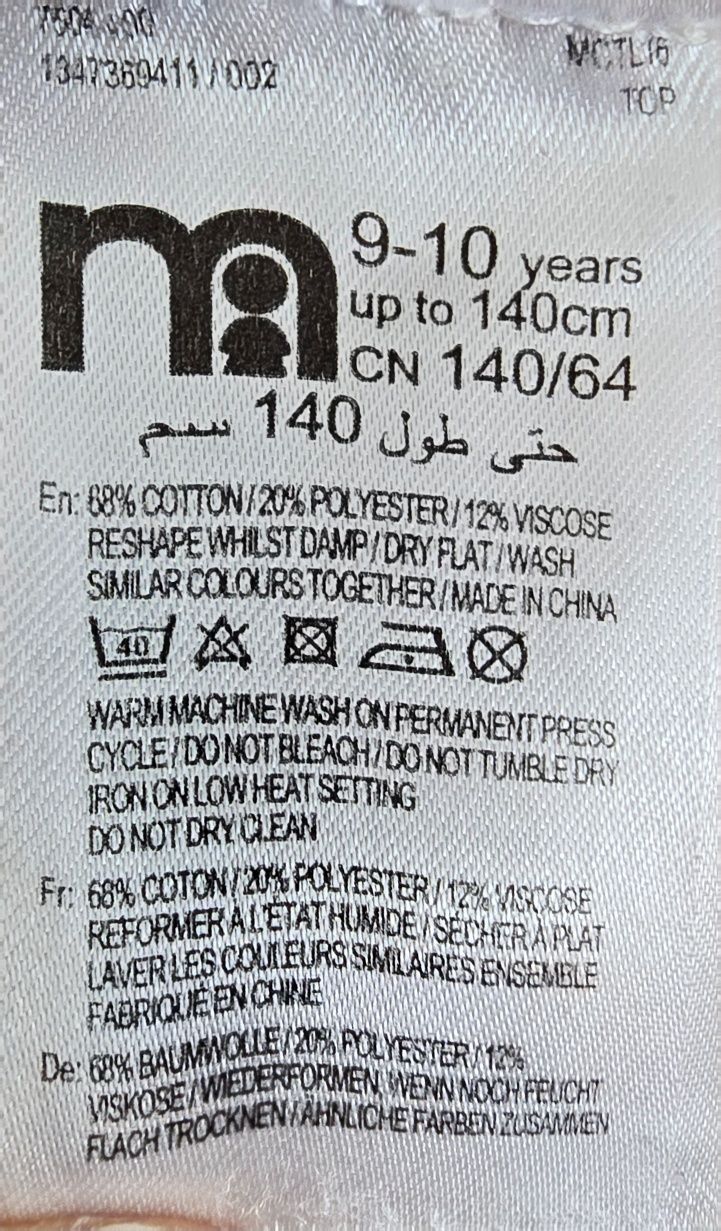 1347369411/002
MCTL16
TOP
9-10 years
up to 140cm
CN 140/64
حتى طول 140 سم
En: 68% COTTON/20% POLYESTER/12% VISCOSE
RESHAPE WHILST DAMP/DRY FLAT/WASH
SIMILAR COLOURS TOGETHER/MADE IN CHINA
40
WARM MACHINE WASH ON PERMANENT PRESS
CYCLE/DO NOT BLEACH/DO NOT TUMBLE DRY
IRON ON LOW HEAT SETTING
DO NOT DRY CLEAN
Fr: 68% COTON/20% POLYESTER/12% VISCOSE
REFORMER À L'ÉTAT HUMIDE/SÉCHER À PLAT
LAVER LES COULEURS SIMILAIRES ENSEMBLE
FABRIQUÉ EN CHINE
De: 68% BAUMWOLLE/20% POLYESTER/12%
VISKOSE/WIEDERFORMEN, WENN NOCH FEUCHT
FLACH TROCKNEN/ÄHNLICHE FARBEN ZUSAMMEN